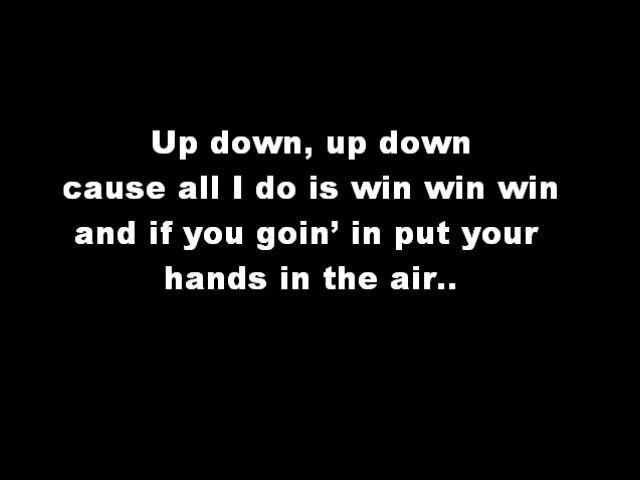 Up down, up down
cause all I do is win win win
and if you goin’ in put your
hands in the air..